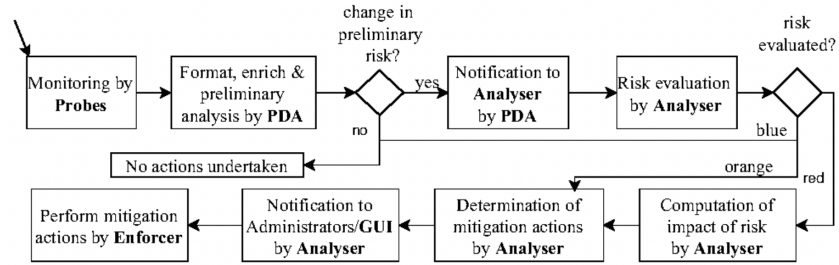 change in
preliminary
risk?
risk
evaluated?
Monitoring by
Probes
Format, enrich &
preliminary
analysis by PDA
yes
Notification to
Analyser
by PDA
Risk evaluation
by Analyser
no
blue
No actions undertaken
orange
red
Perform mitigation
actions by Enforcer
Notification to
Administrators/GUI
by Analyser
Determination of
mitigation actions
by Analyser
Computation of
impact of risk
by Analyser